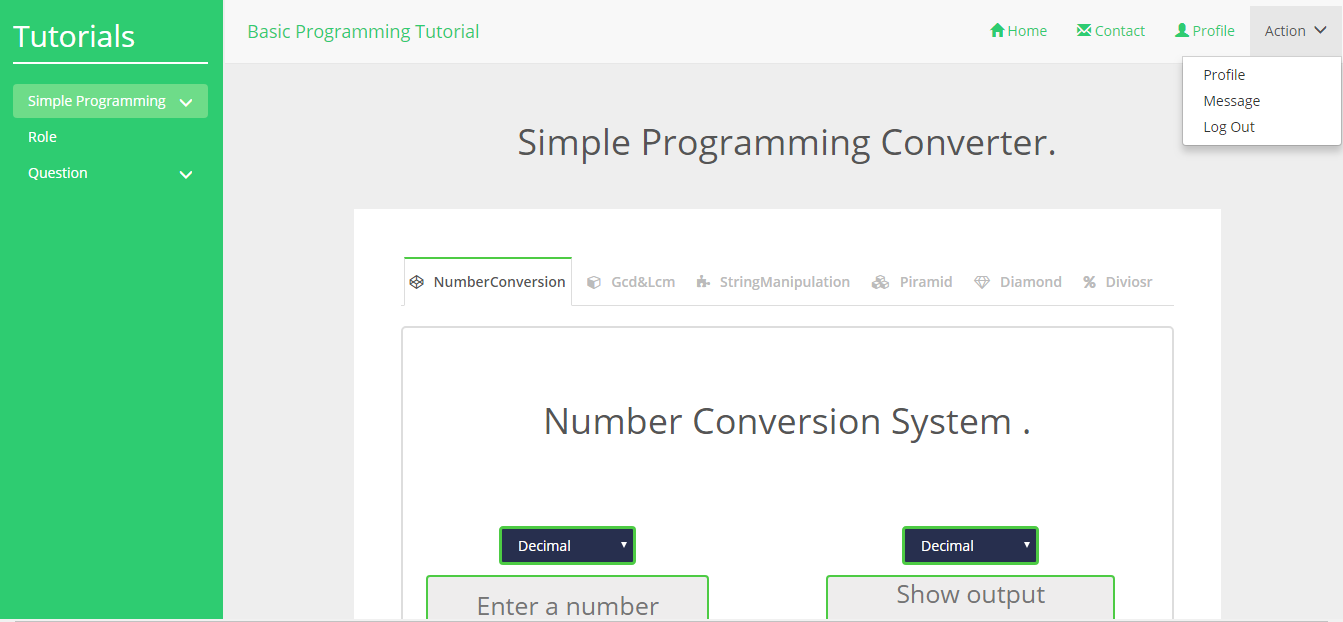 Tutorials
Simple Programming
Role
Question
Basic Programming Tutorial
Home Contact Profile Action
Profile
Message
Log Out
Simple Programming Converter.
NumberConversion Gcd&Lcm StringManipulation Piramid Diamond Diviosr
Number Conversion System .
Decimal Decimal
Enter a number Show output